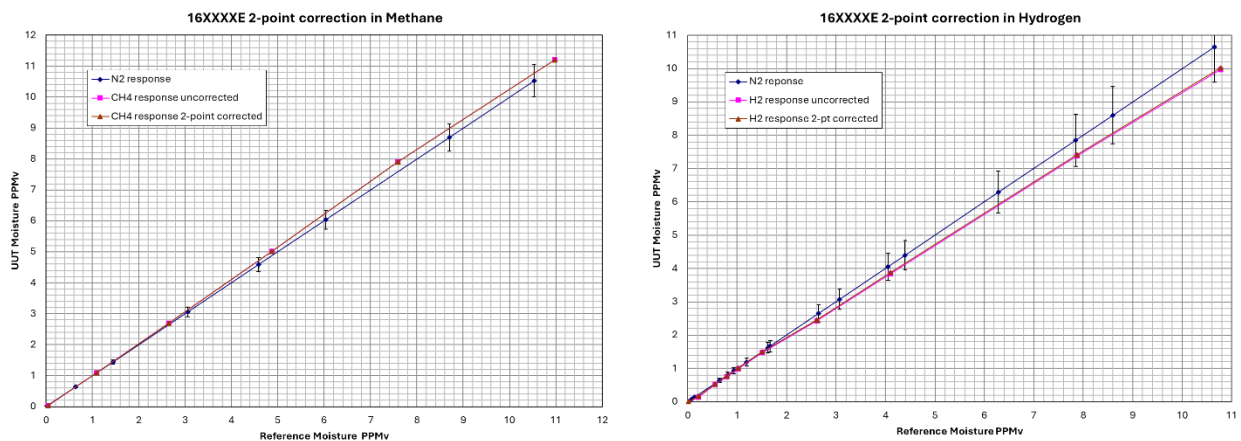 16XXXXE 2-point correction in Methane
12
11
10
9
8
7
6
5
4
3
2
1
0
UUT Moisture PPMv
N2 response
CH4 response uncorrected
CH4 response 2-point corrected
0 1 2 3 4 5 6 7 8 9 10 11 12
Reference Moisture PPMv
16XXXXE 2-point correction in Hydrogen
11
10
9
8
7
6
5
4
3
2
1
0
UUT Moisture PPMv
N2 reponse
H2 response uncorrected
H2 response 2-pt corrected
0 1 2 3 4 5 6 7 8 9 10 11
Reference Moisture PPMv